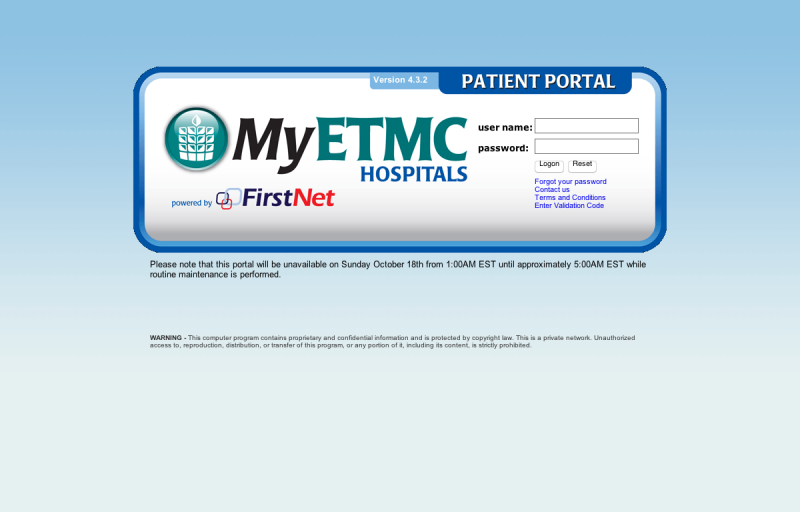 Version 4.3.2
PATIENT PORTAL
MyETMC
HOSPITALS
powered by FirstNet
user name:
password:
Logon Reset
Forgot your password
Contact us
Terms and Conditions
Enter Validation Code
Please note that this portal will be unavailable on Sunday October 18th from 1:00AM EST until approximately 5:00AM EST while
routine maintenance is performed.
WARNING - This computer program contains proprietary and confidential information and is protected by copyright law. This is a private network. Unauthorized
access to, reproduction, distribution, or transfer of this program, or any portion of it, including its content, is strictly prohibited.